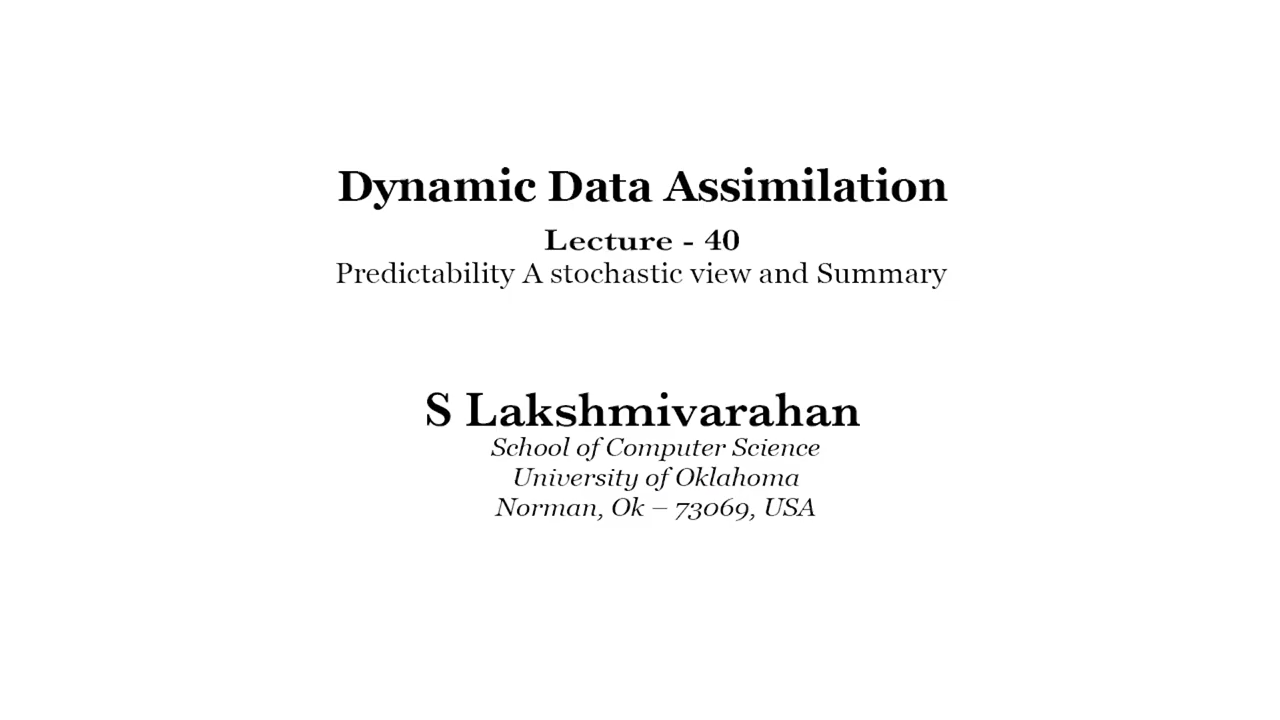 Dynamic Data Assimilation
Lecture - 40
Predictability A stochastic view and Summary
S Lakshmivarahan
School of Computer Science
University of Oklahoma
Norman, Ok – 73069, USA